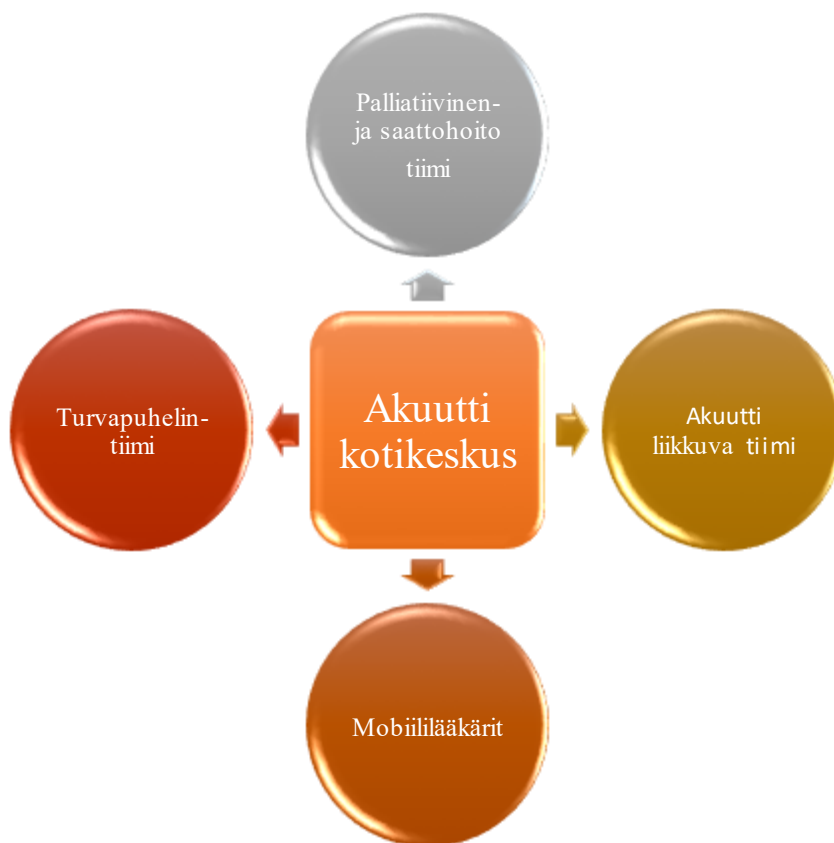 Palliatiivinen-
ja saattohoito
tiimi
Turvapuhelin-
tiimi
Akuutti
kotikeskus
Akuutti
liikkuva tiimi
Mobiililääkärit